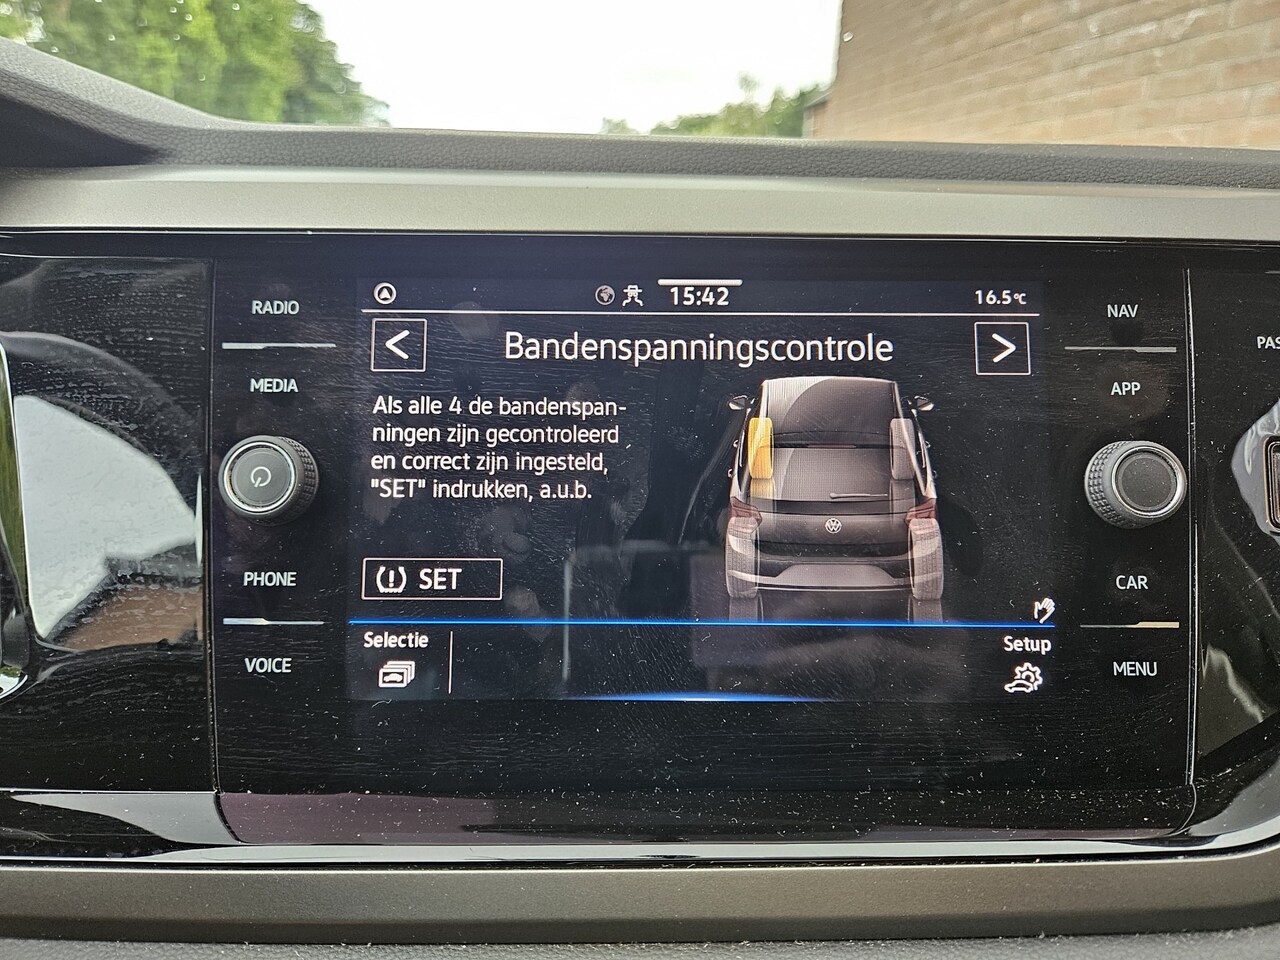 RADIO
MEDIA
PHONE
VOICE
15:42
16.5°C
Bandenspanningscontrole
Als alle 4 de bandenspan-
ningen zijn gecontroleerd
en correct zijn ingesteld,
"SET" indrukken, a.u.b.
SET
Selectie
Setup
NAV
APP
CAR
MENU
PAS